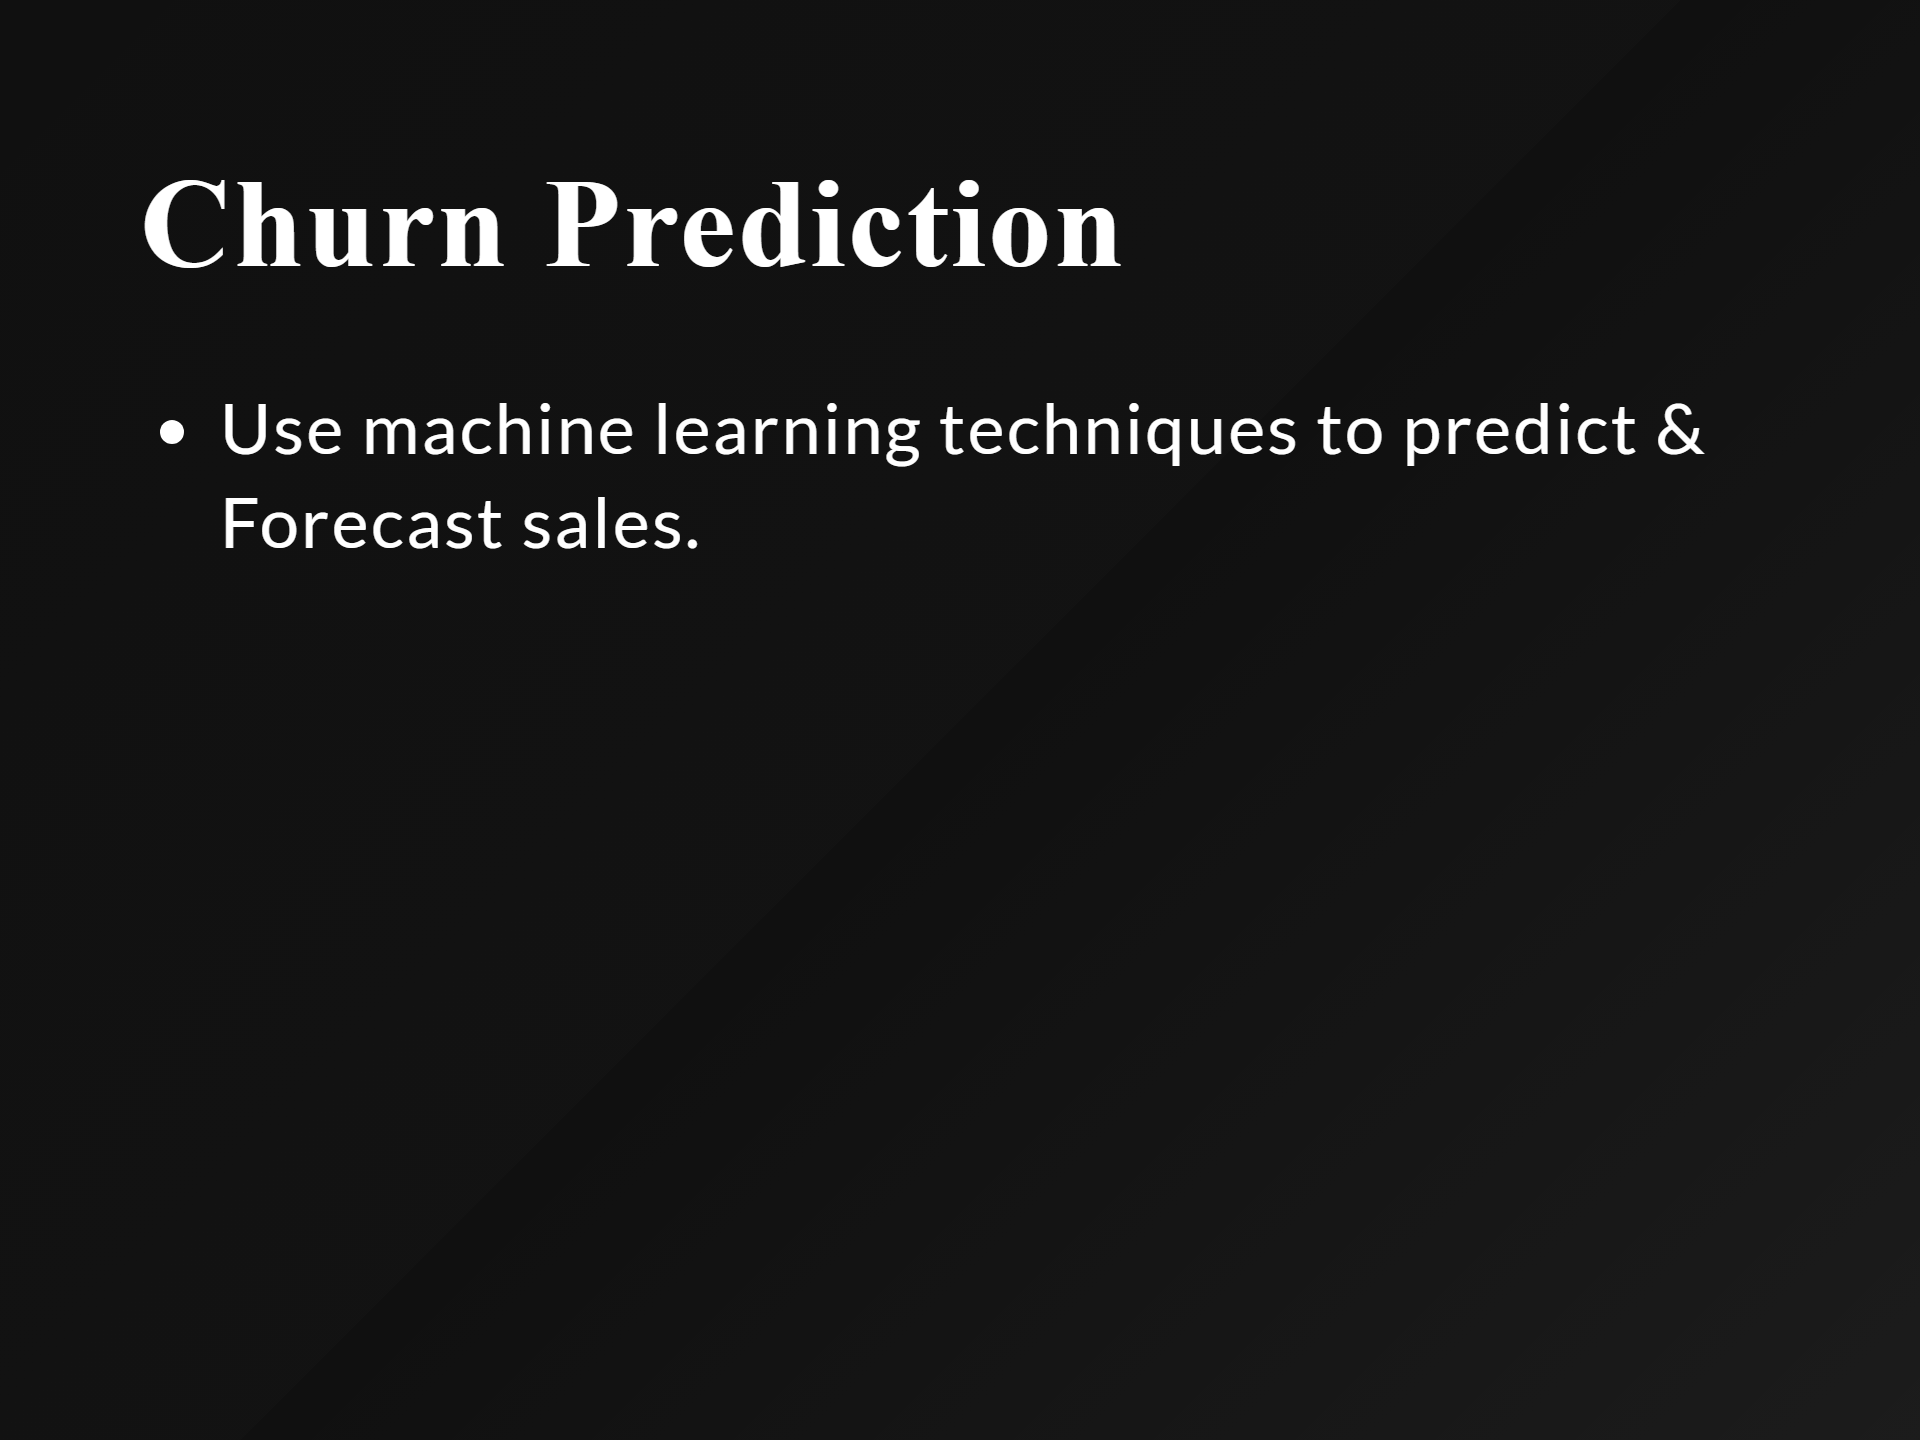 Churn Prediction
• Use machine learning techniques to predict &
Forecast sales.